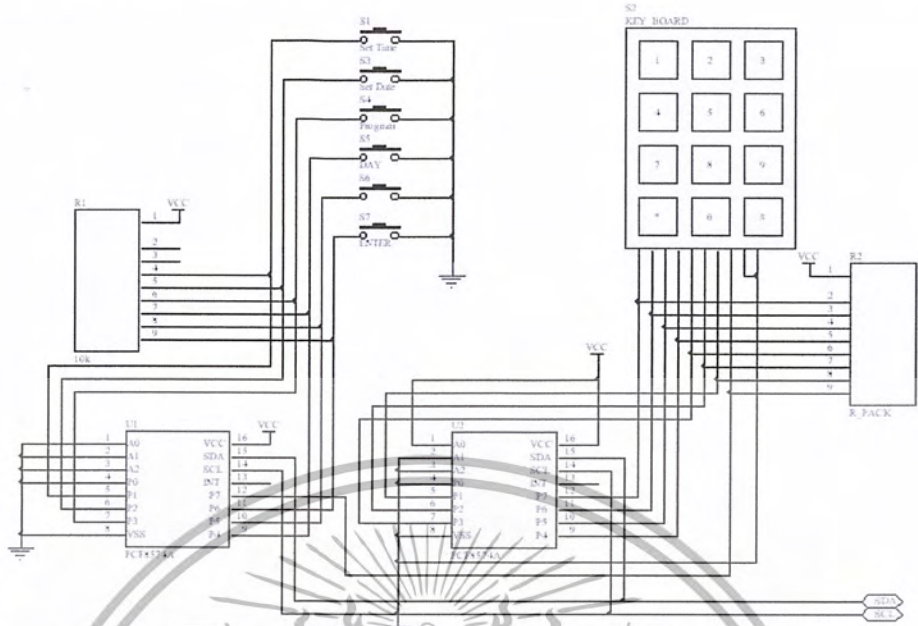 S1
Set Time
S3
Set Date
S4
Program
S5
DAY
S6
S7
ENTER
S2
KEY BOARD
1 2 3
4 5 6
7 8 9
* 0 #
R1
VCC
1
2
3
4
5
6
7
8
9
10k
VCC
R2
1
2
3
4
5
6
7
8
9
R_PACK
U1
VCC
1 A0 VCC 16
2 A1 SDA 15
3 A2 SCL 14
4 P0 INT 13
5 P1 P7 12
6 P2 P6 11
7 P3 P5 10
8 VSS P4 9
PCF8574A
VCC
U2
1 A0 VCC 16
2 A1 SDA 15
3 A2 SCL 14
4 P0 INT 13
5 P1 P7 12
6 P2 P6 11
7 P3 P5 10
8 VSS P4 9
PCF8574A
SDA
SCL